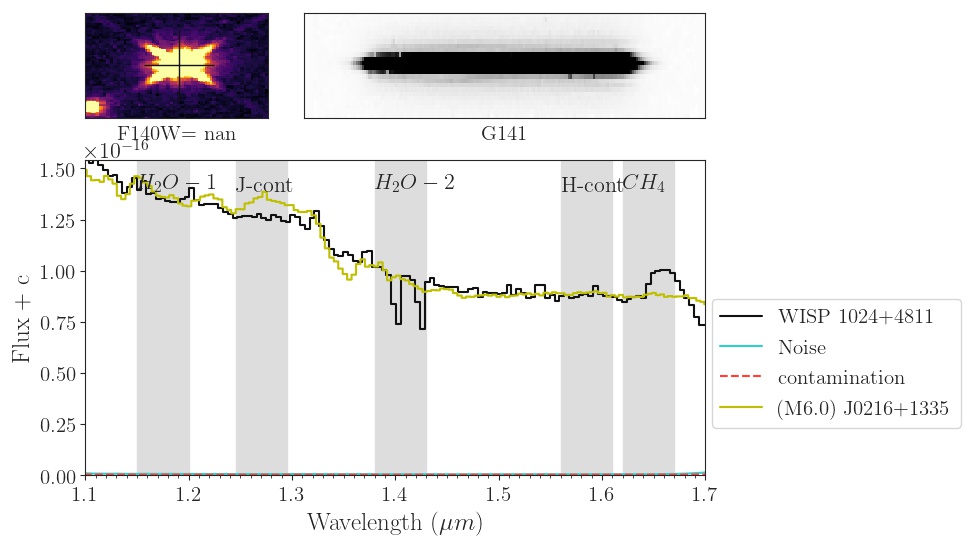 F140W= nan
G141
×10−16
H2O − 1
J-cont
H2O − 2
H-cont
CH4
1.50
1.25
1.00
0.75
0.50
0.25
0.00
Flux + c
1.1
1.2
1.3
1.4
1.5
1.6
1.7
Wavelength (μm)
WISP 1024+4811
Noise
contamination
(M6.0) J0216+1335